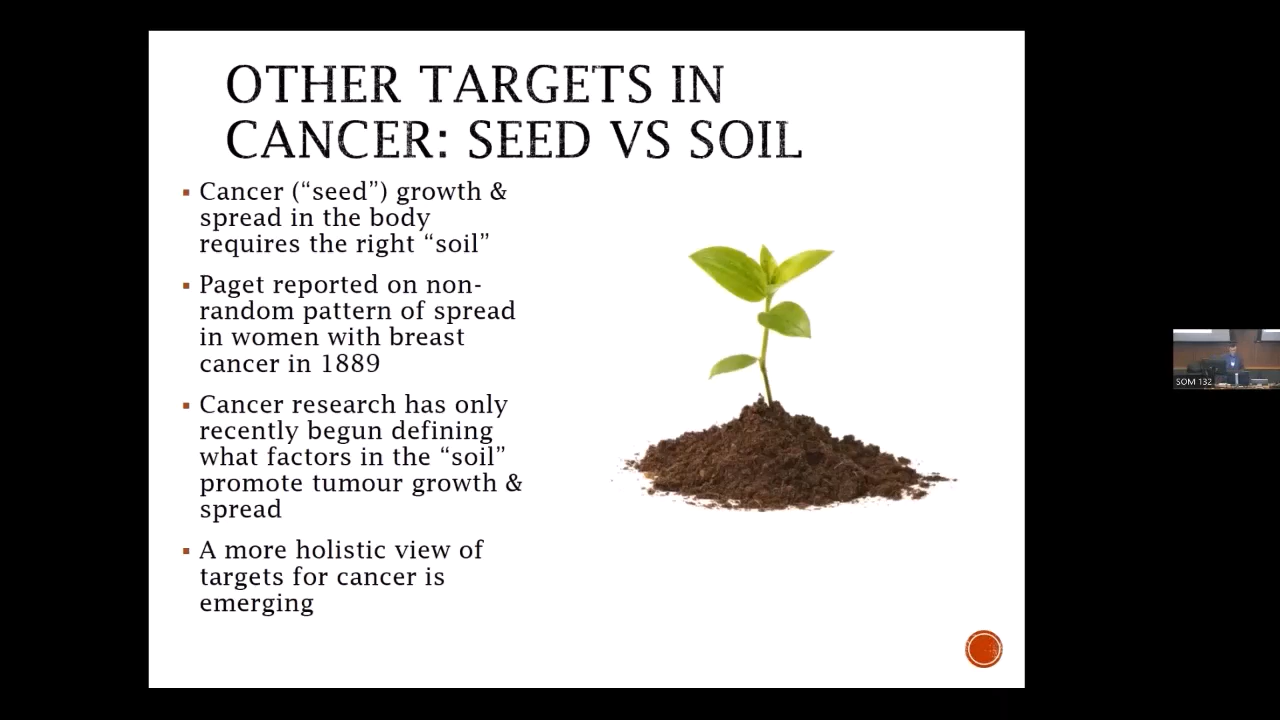 OTHER TARGETS IN
CANCER: SEED VS SOIL
▪ Cancer (“seed”) growth &
spread in the body
requires the right “soil”
▪ Paget reported on non-
random pattern of spread
in women with breast
cancer in 1889
▪ Cancer research has only
recently begun defining
what factors in the “soil”
promote tumour growth &
spread
▪ A more holistic view of
targets for cancer is
emerging
SOM 132